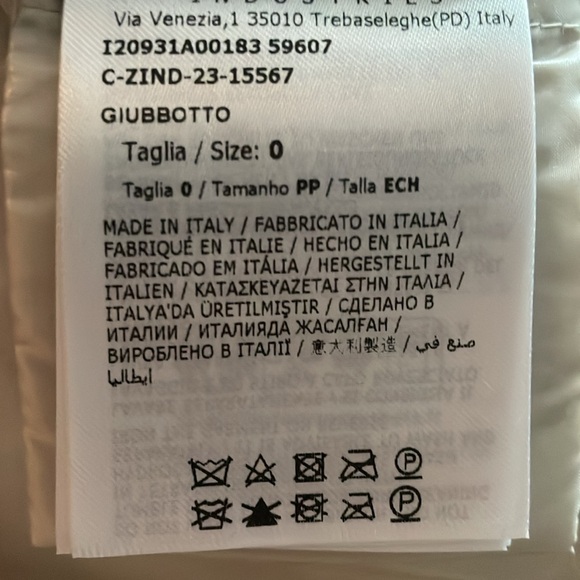 INDUSTRIES
Via Venezia,1 35010 Trebaseleghe(PD) Italy
I20931A00183 59607
C-ZIND-23-15567
GIUBBOTTO
Taglia / Size: 0
Taglia 0 / Tamanho PP / Talla ECH
MADE IN ITALY / FABBRICATO IN ITALIA /
FABRIQUÉ EN ITALIE / HECHO EN ITALIA /
FABRICADO EM ITÁLIA / HERGESTELLT IN
ITALIEN / ΚΑΤΑΣΚΕΥΑΖΕΤΑΙ ΣΤΗΝ ΙΤΑΛΙΑ /
ITALYA'DA ÜRETILMIŞTIR / СДЕЛАНО В
ИТАЛИИ / ИТАЛИЯДА ЖАСАЛҒАН /
ВИРОБЛЕНО В ІТАЛІЇ / 意大利製造 / صنع في
ايطاليا